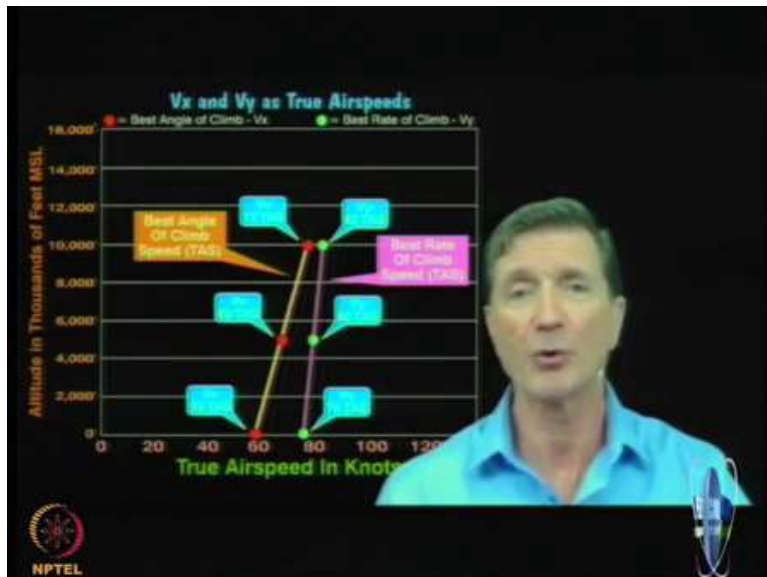 Vx and Vy as True Airspeeds
= Best Angle of Climb - Vx
= Best Rate of Climb - Vy
Altitude in Thousands of Feet MSL
16,000'
14,000'
12,000'
10,000'
8,000'
6,000'
4,000'
2,000'
0'
Best Angle
Of Climb
Speed (TAS)
Best Rate
Of Climb
Speed (TAS)
0 20 40 60 80 100
True Airspeed In Knots
NPTEL